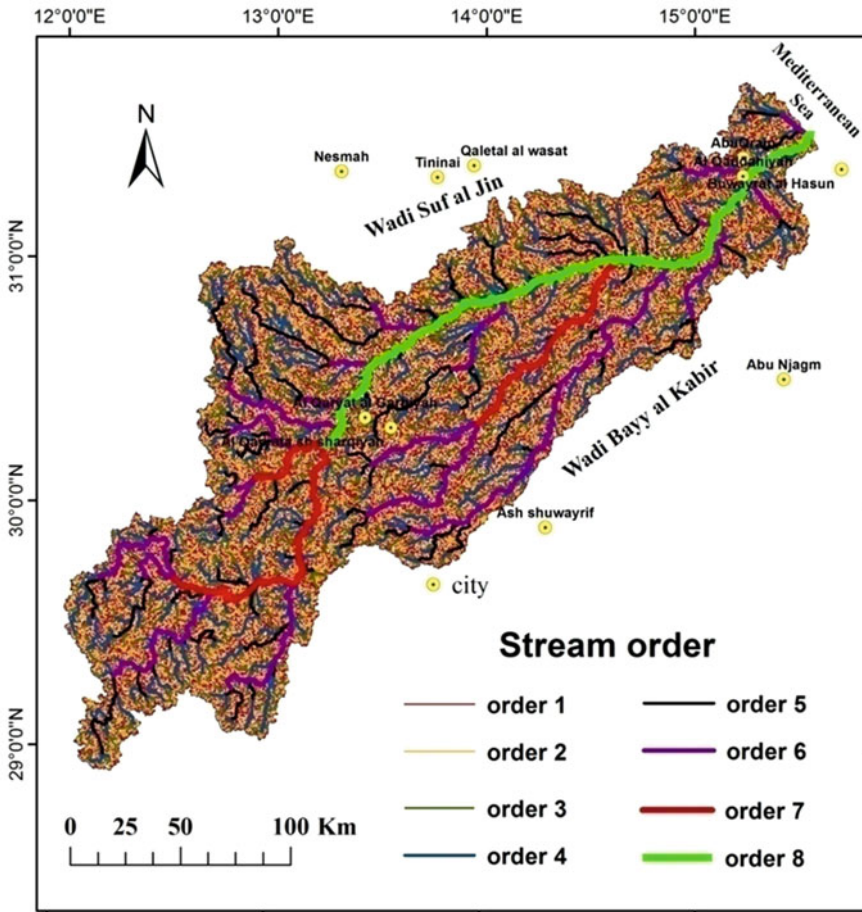 12°0'0"E 13°0'0"E 14°0'0"E 15°0'0"E
Mediterranean
Sea
N
Nesmah
Tininai
Qaletal al wasat
Wadi Suf al Jin
Al Qaddahiyah
Buwayrat al Hasun
31°0'0"N
Abu Njagm
Wadi Bayy al Kabir
30°0'0"N
Ash shuwayrif
city
Stream order
order 1
order 2
order 3
order 4
order 5
order 6
order 7
order 8
29°0'0"N
0 25 50 100 Km